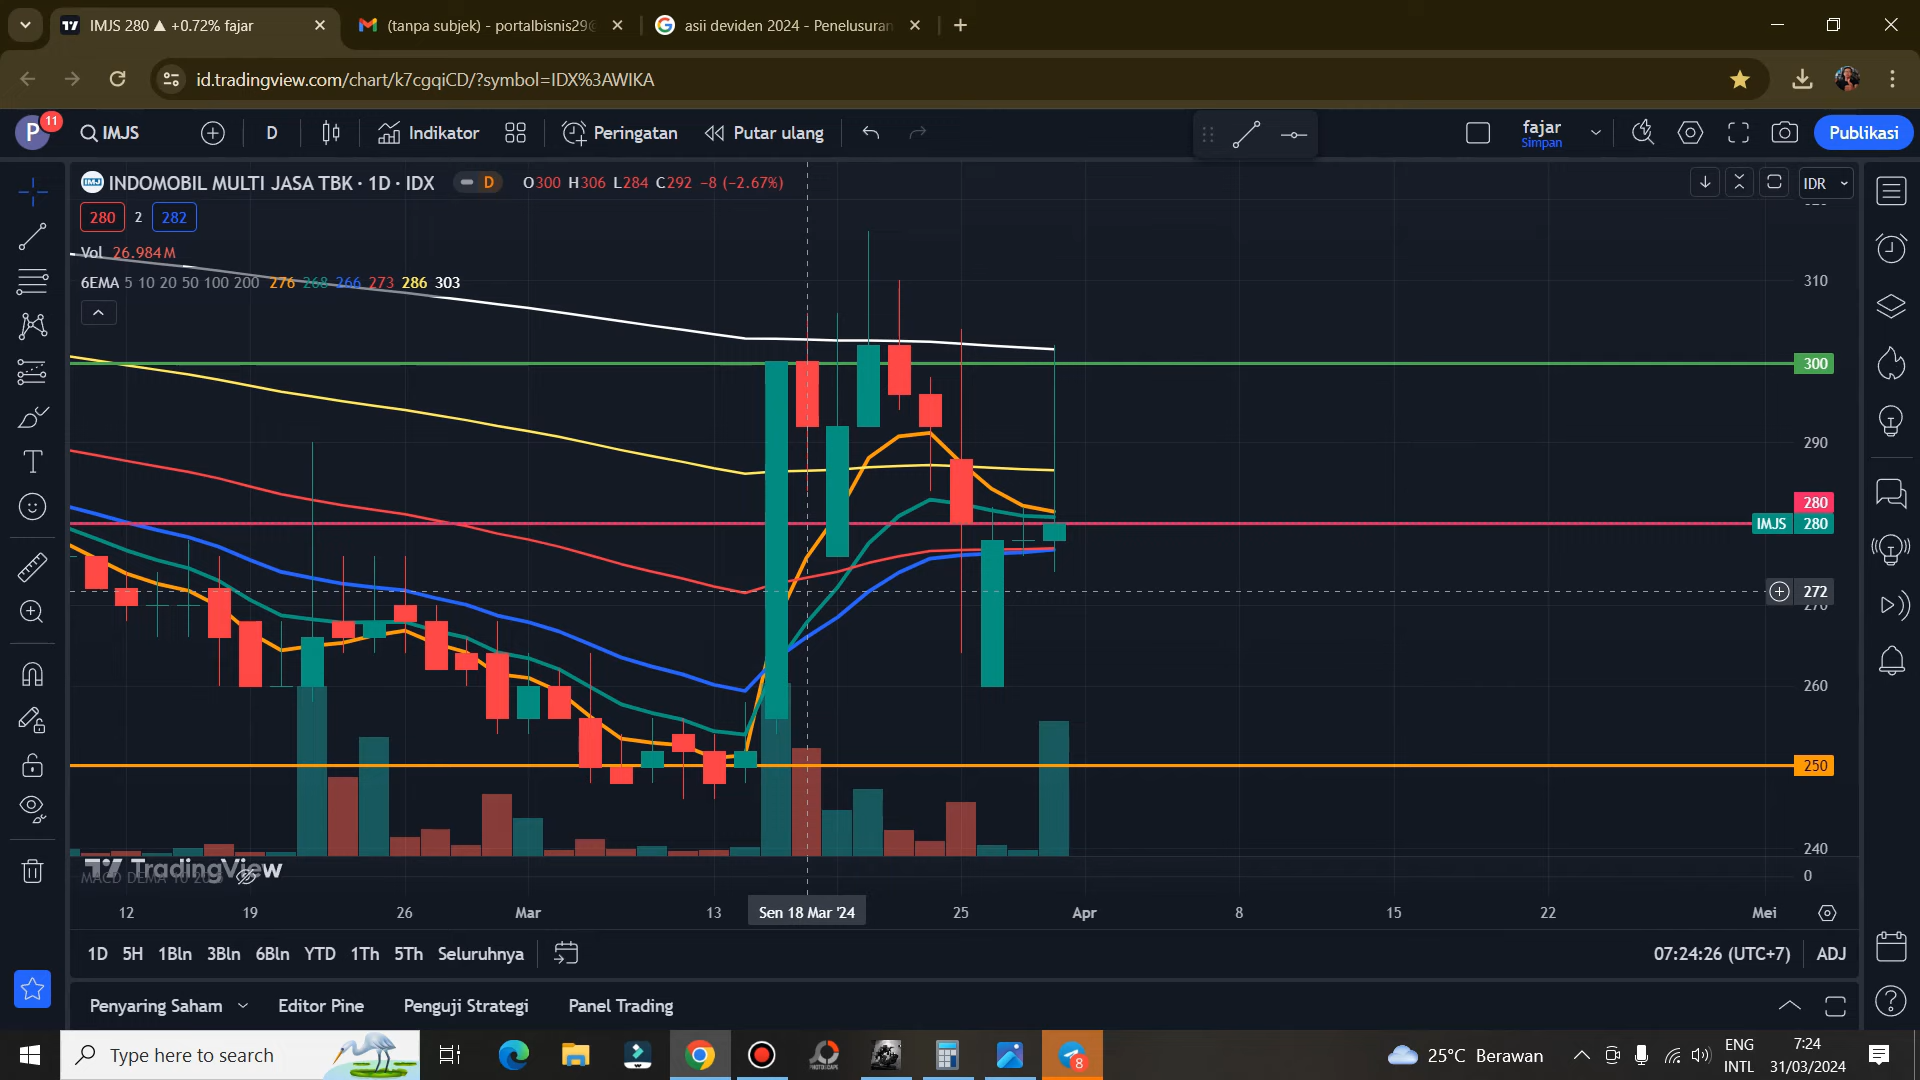 IMJS 280 ▲ +0.72% fajar
(tanpa subjek) - portalbisnis29@
asii deviden 2024 - Penelusuran
id.tradingview.com/chart/k7cgqiCD/?symbol=IDX%3AWIKA
P 11
IMJS
D
Indikator
Peringatan
Putar ulang
fajar
Simpan
Publikasi
INDOMOBIL MULTI JASA TBK · 1D · IDX
D
O300 H306 L284 C292 −8 (−2.67%)
IDR
280 2 282
Vol 26.984M
6EMA 5 10 20 50 100 200 276 268 266 273 286 303
310
300
290
280
IMJS 280
272
270
260
250
240
0
TradingView
MACD DEMA
12 19 26 Mar 13 Sen 18 Mar '24 25 Apr 8 15 22 Mei
1D 5H 1Bln 3Bln 6Bln YTD 1Th 5Th Seluruhnya
07:24:26 (UTC+7) ADJ
Penyaring Saham Editor Pine Penguji Strategi Panel Trading
Type here to search
8
25°C Berawan
ENG
INTL
7:24
31/03/2024